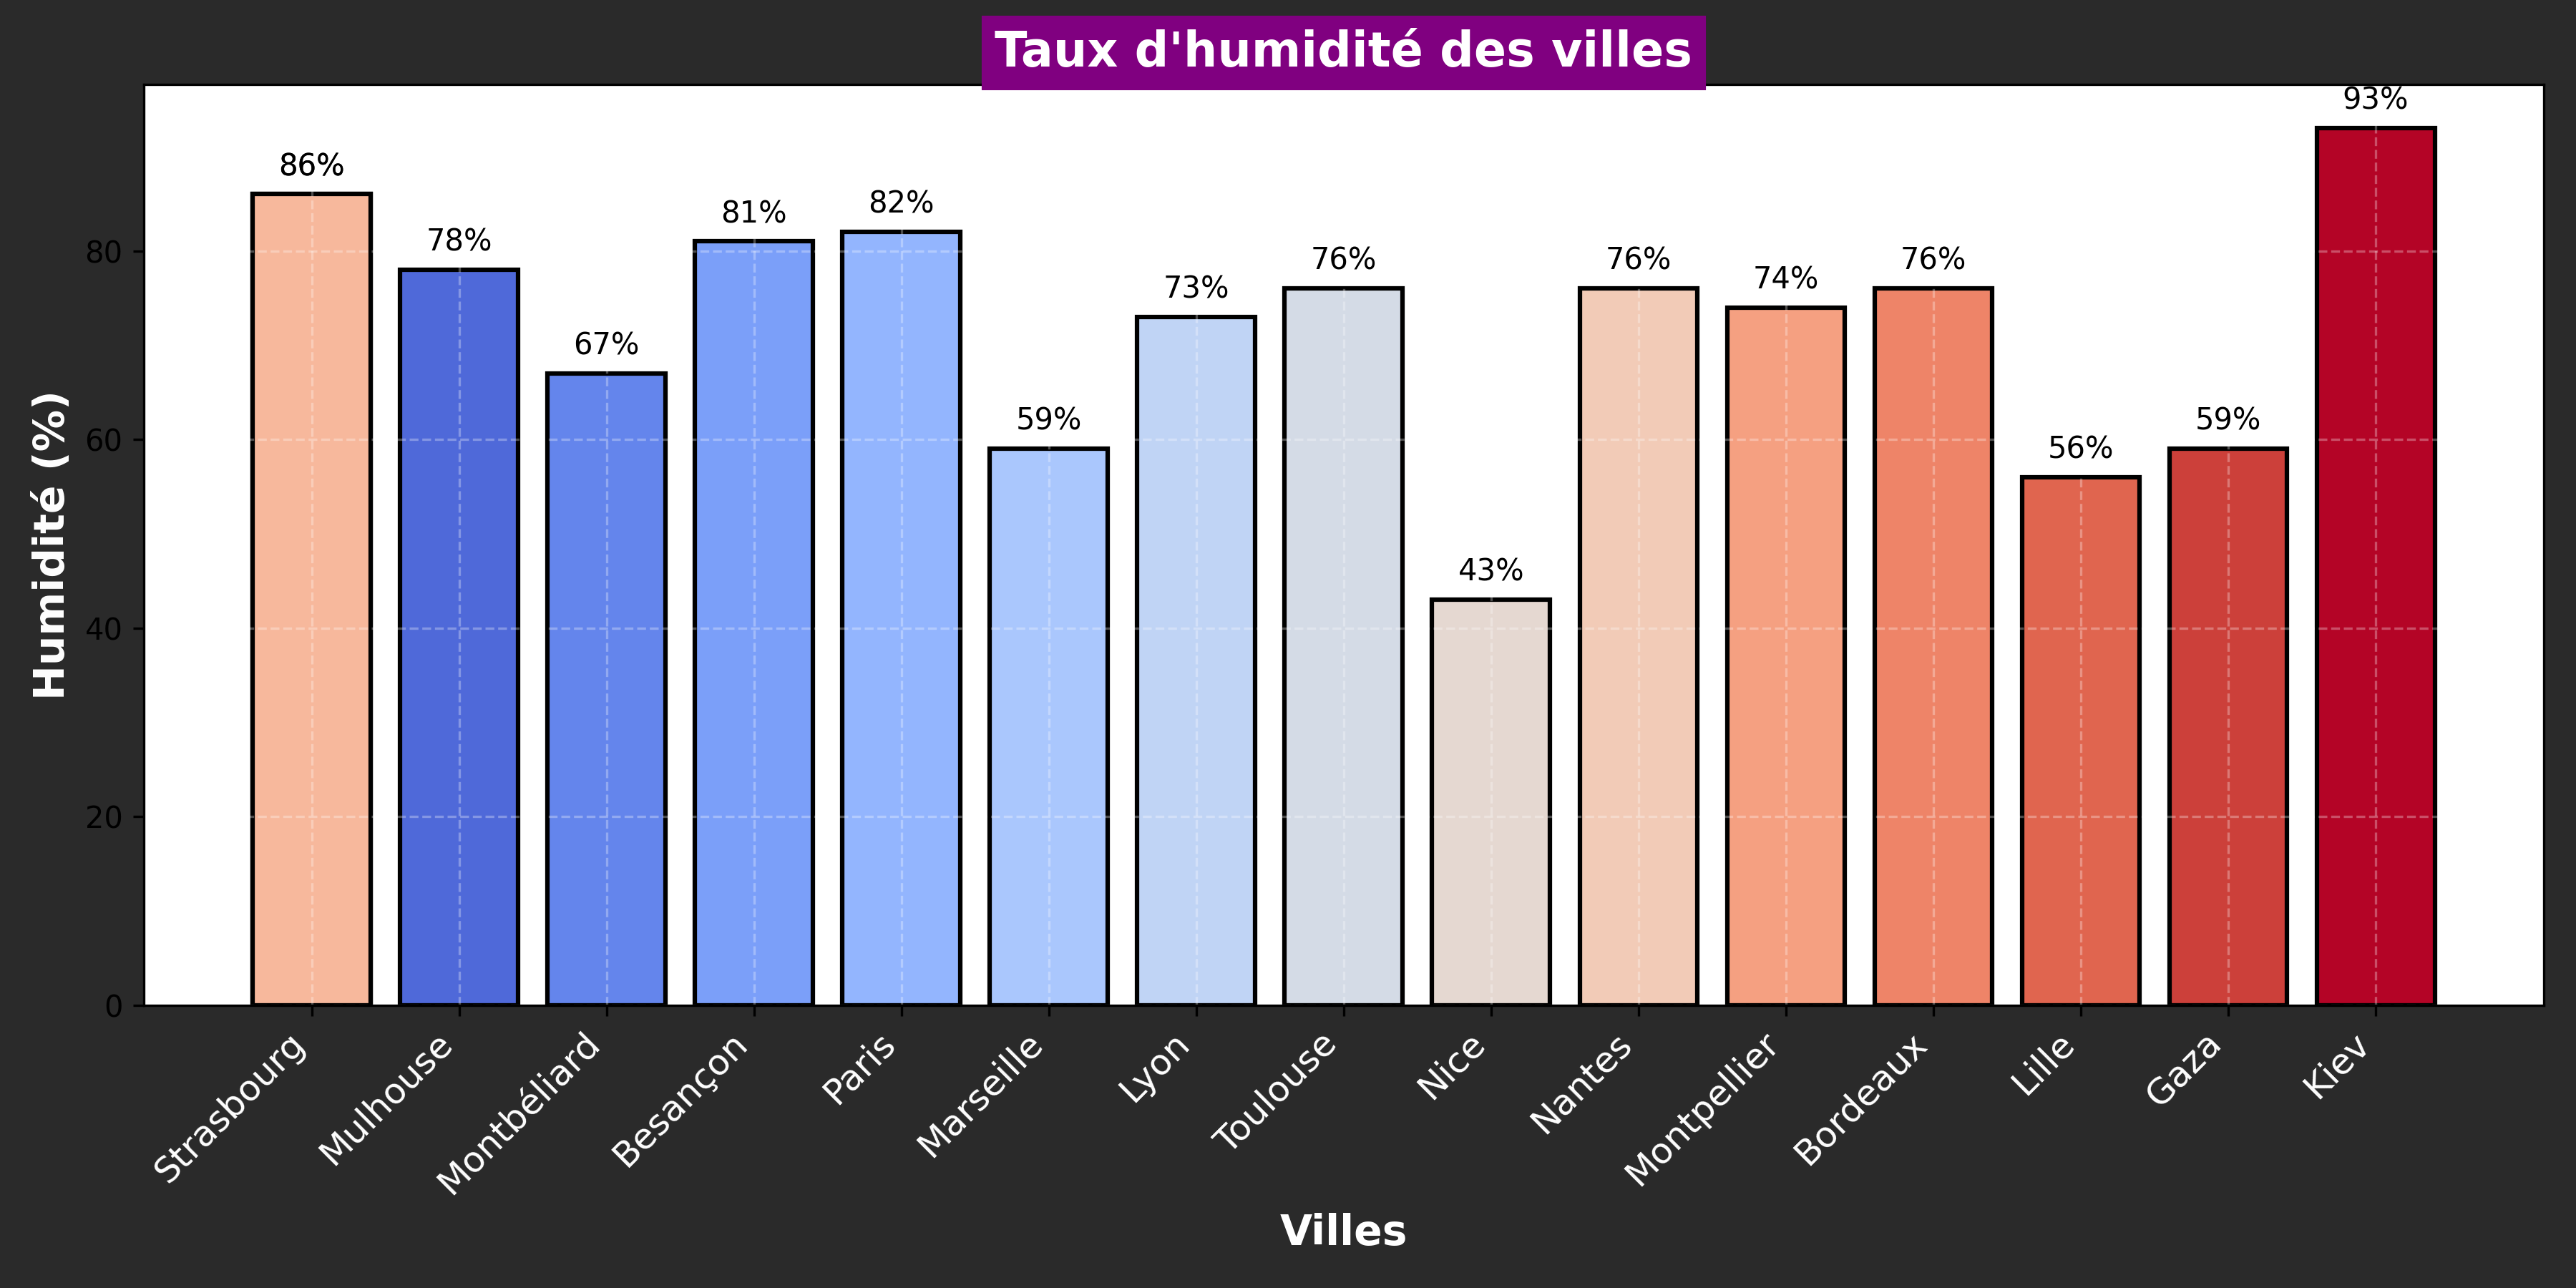 Taux d'humidité des villes
Humidité (%)
80
60
40
20
0
86%
78%
67%
81%
82%
59%
73%
76%
43%
76%
74%
76%
56%
59%
93%
Strasbourg
Mulhouse
Montbéliard
Besançon
Paris
Marseille
Lyon
Toulouse
Nice
Nantes
Montpellier
Bordeaux
Lille
Gaza
Kiev
Villes